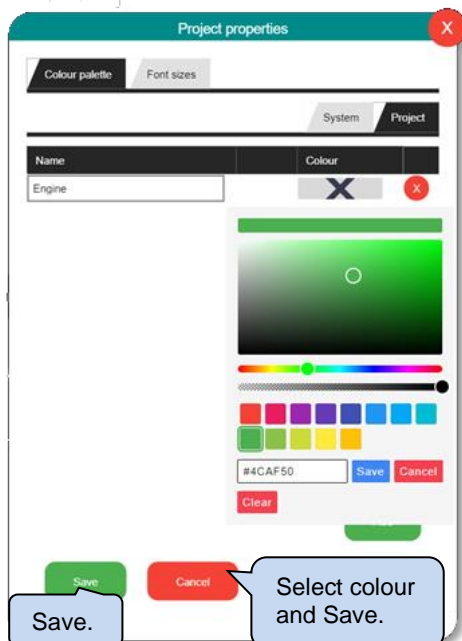 Project properties
X
Colour palette Font sizes
System Project
Name Colour
Engine X
#4CAF50 Save Cancel
Clear
Save Cancel
Select colour
and Save.
Save.